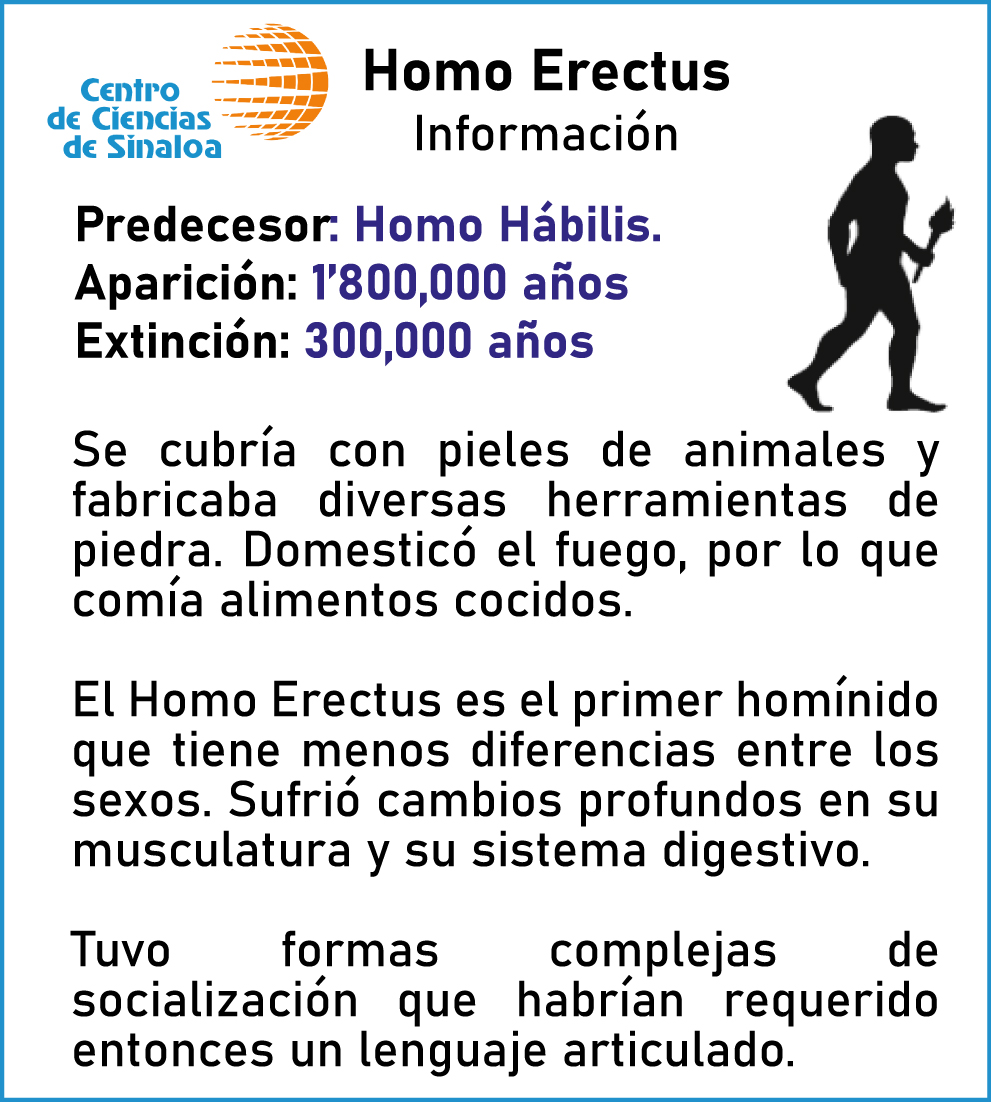 Centro
de Ciencias
de Sinaloa
Homo Erectus
Información
Predecesor: Homo Hábilis.
Aparición: 1’800,000 años
Extinción: 300,000 años
Se cubría con pieles de animales y
fabricaba diversas herramientas de
piedra. Domesticó el fuego, por lo que
comía alimentos cocidos.
El Homo Erectus es el primer homínido
que tiene menos diferencias entre los
sexos. Sufrió cambios profundos en su
musculatura y su sistema digestivo.
Tuvo formas complejas de
socialización que habrían requerido
entonces un lenguaje articulado.